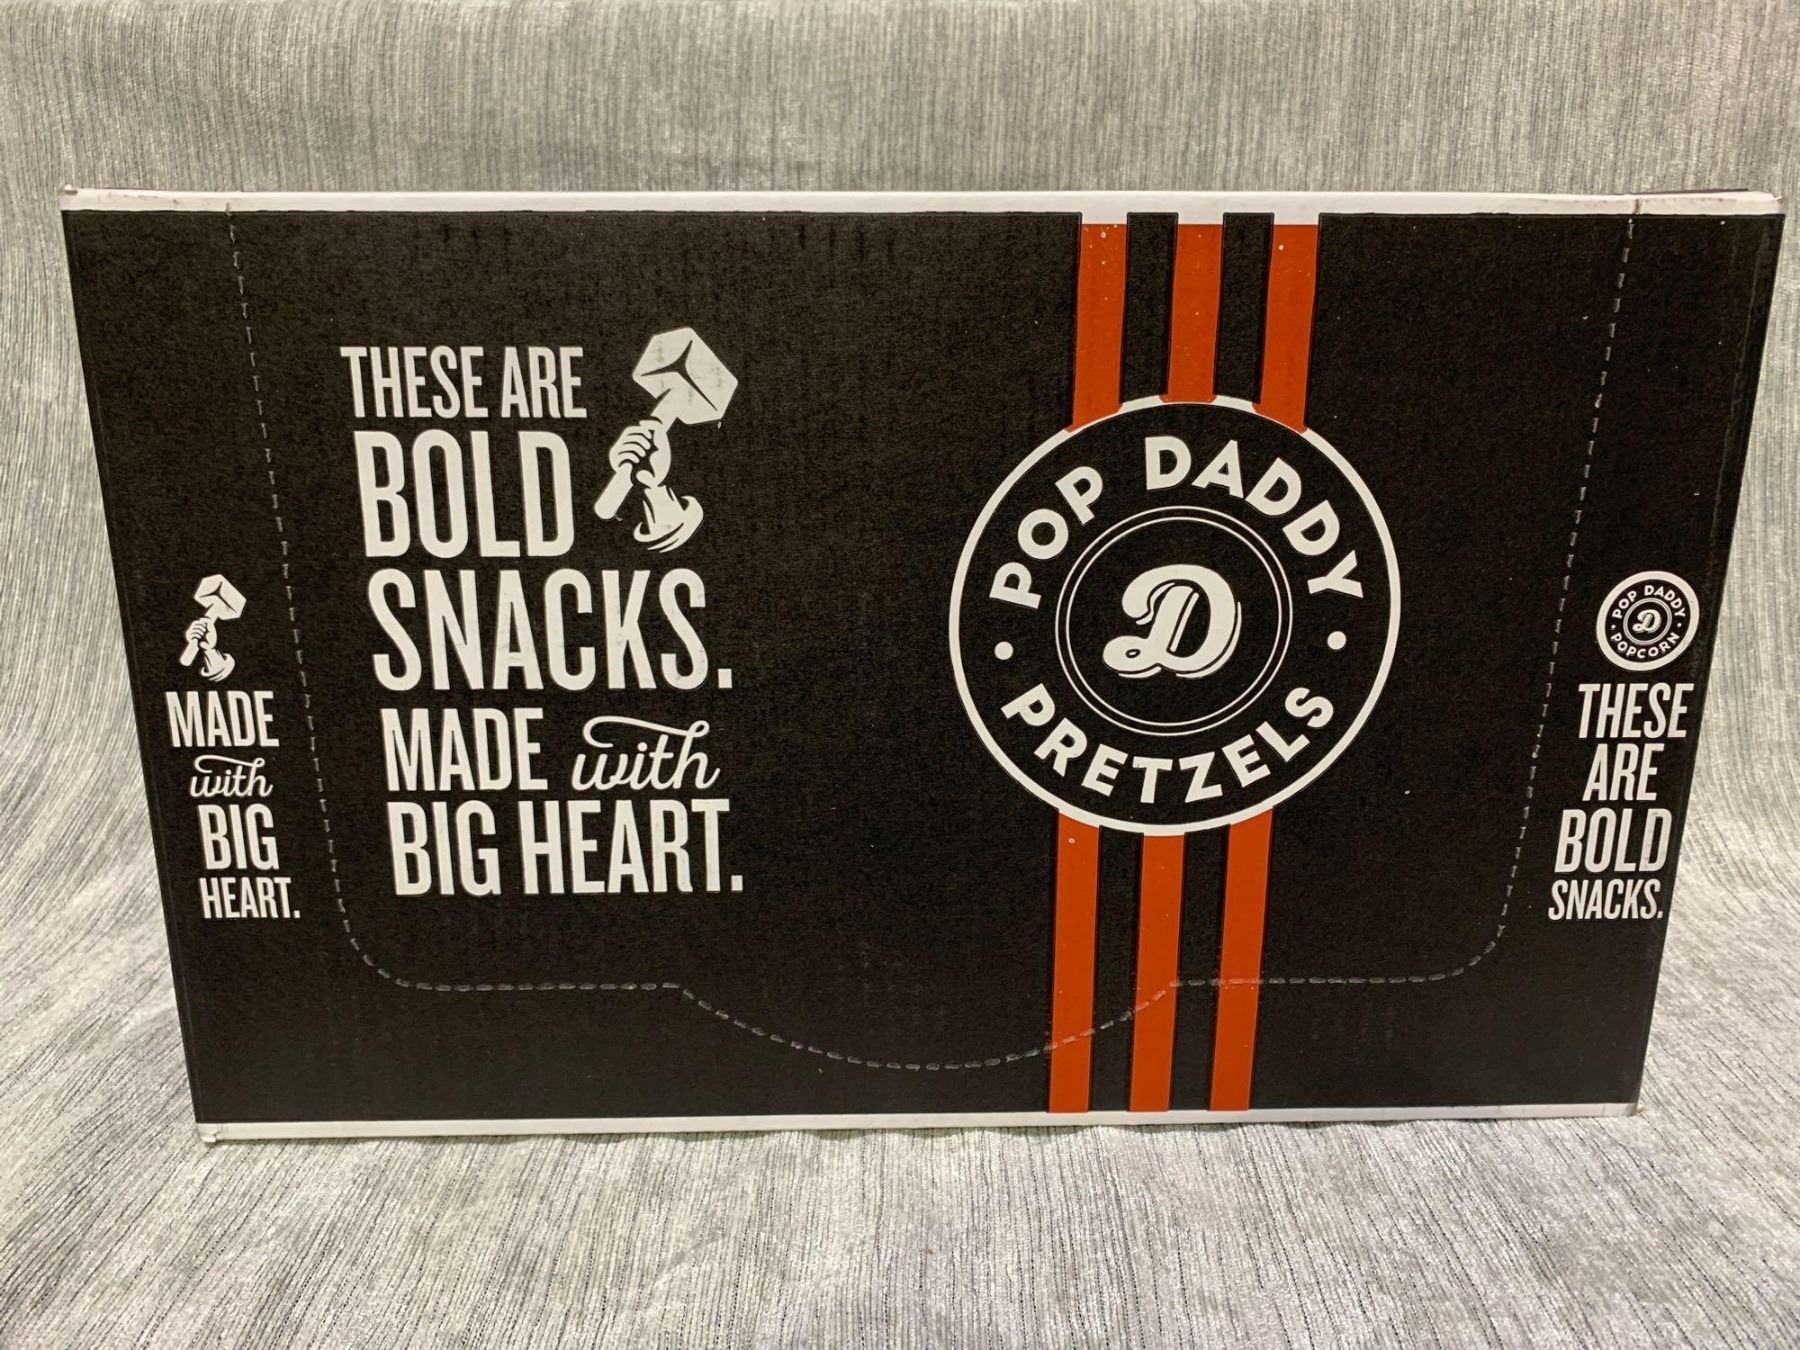 THESE ARE
BOLD
SNACKS.
MADE with
BIG HEART.
POP DADDY
D
PRETZELS
MADE
with
BIG
HEART.
POP DADDY
D
POPCORN
THESE
ARE
BOLD
SNACKS.